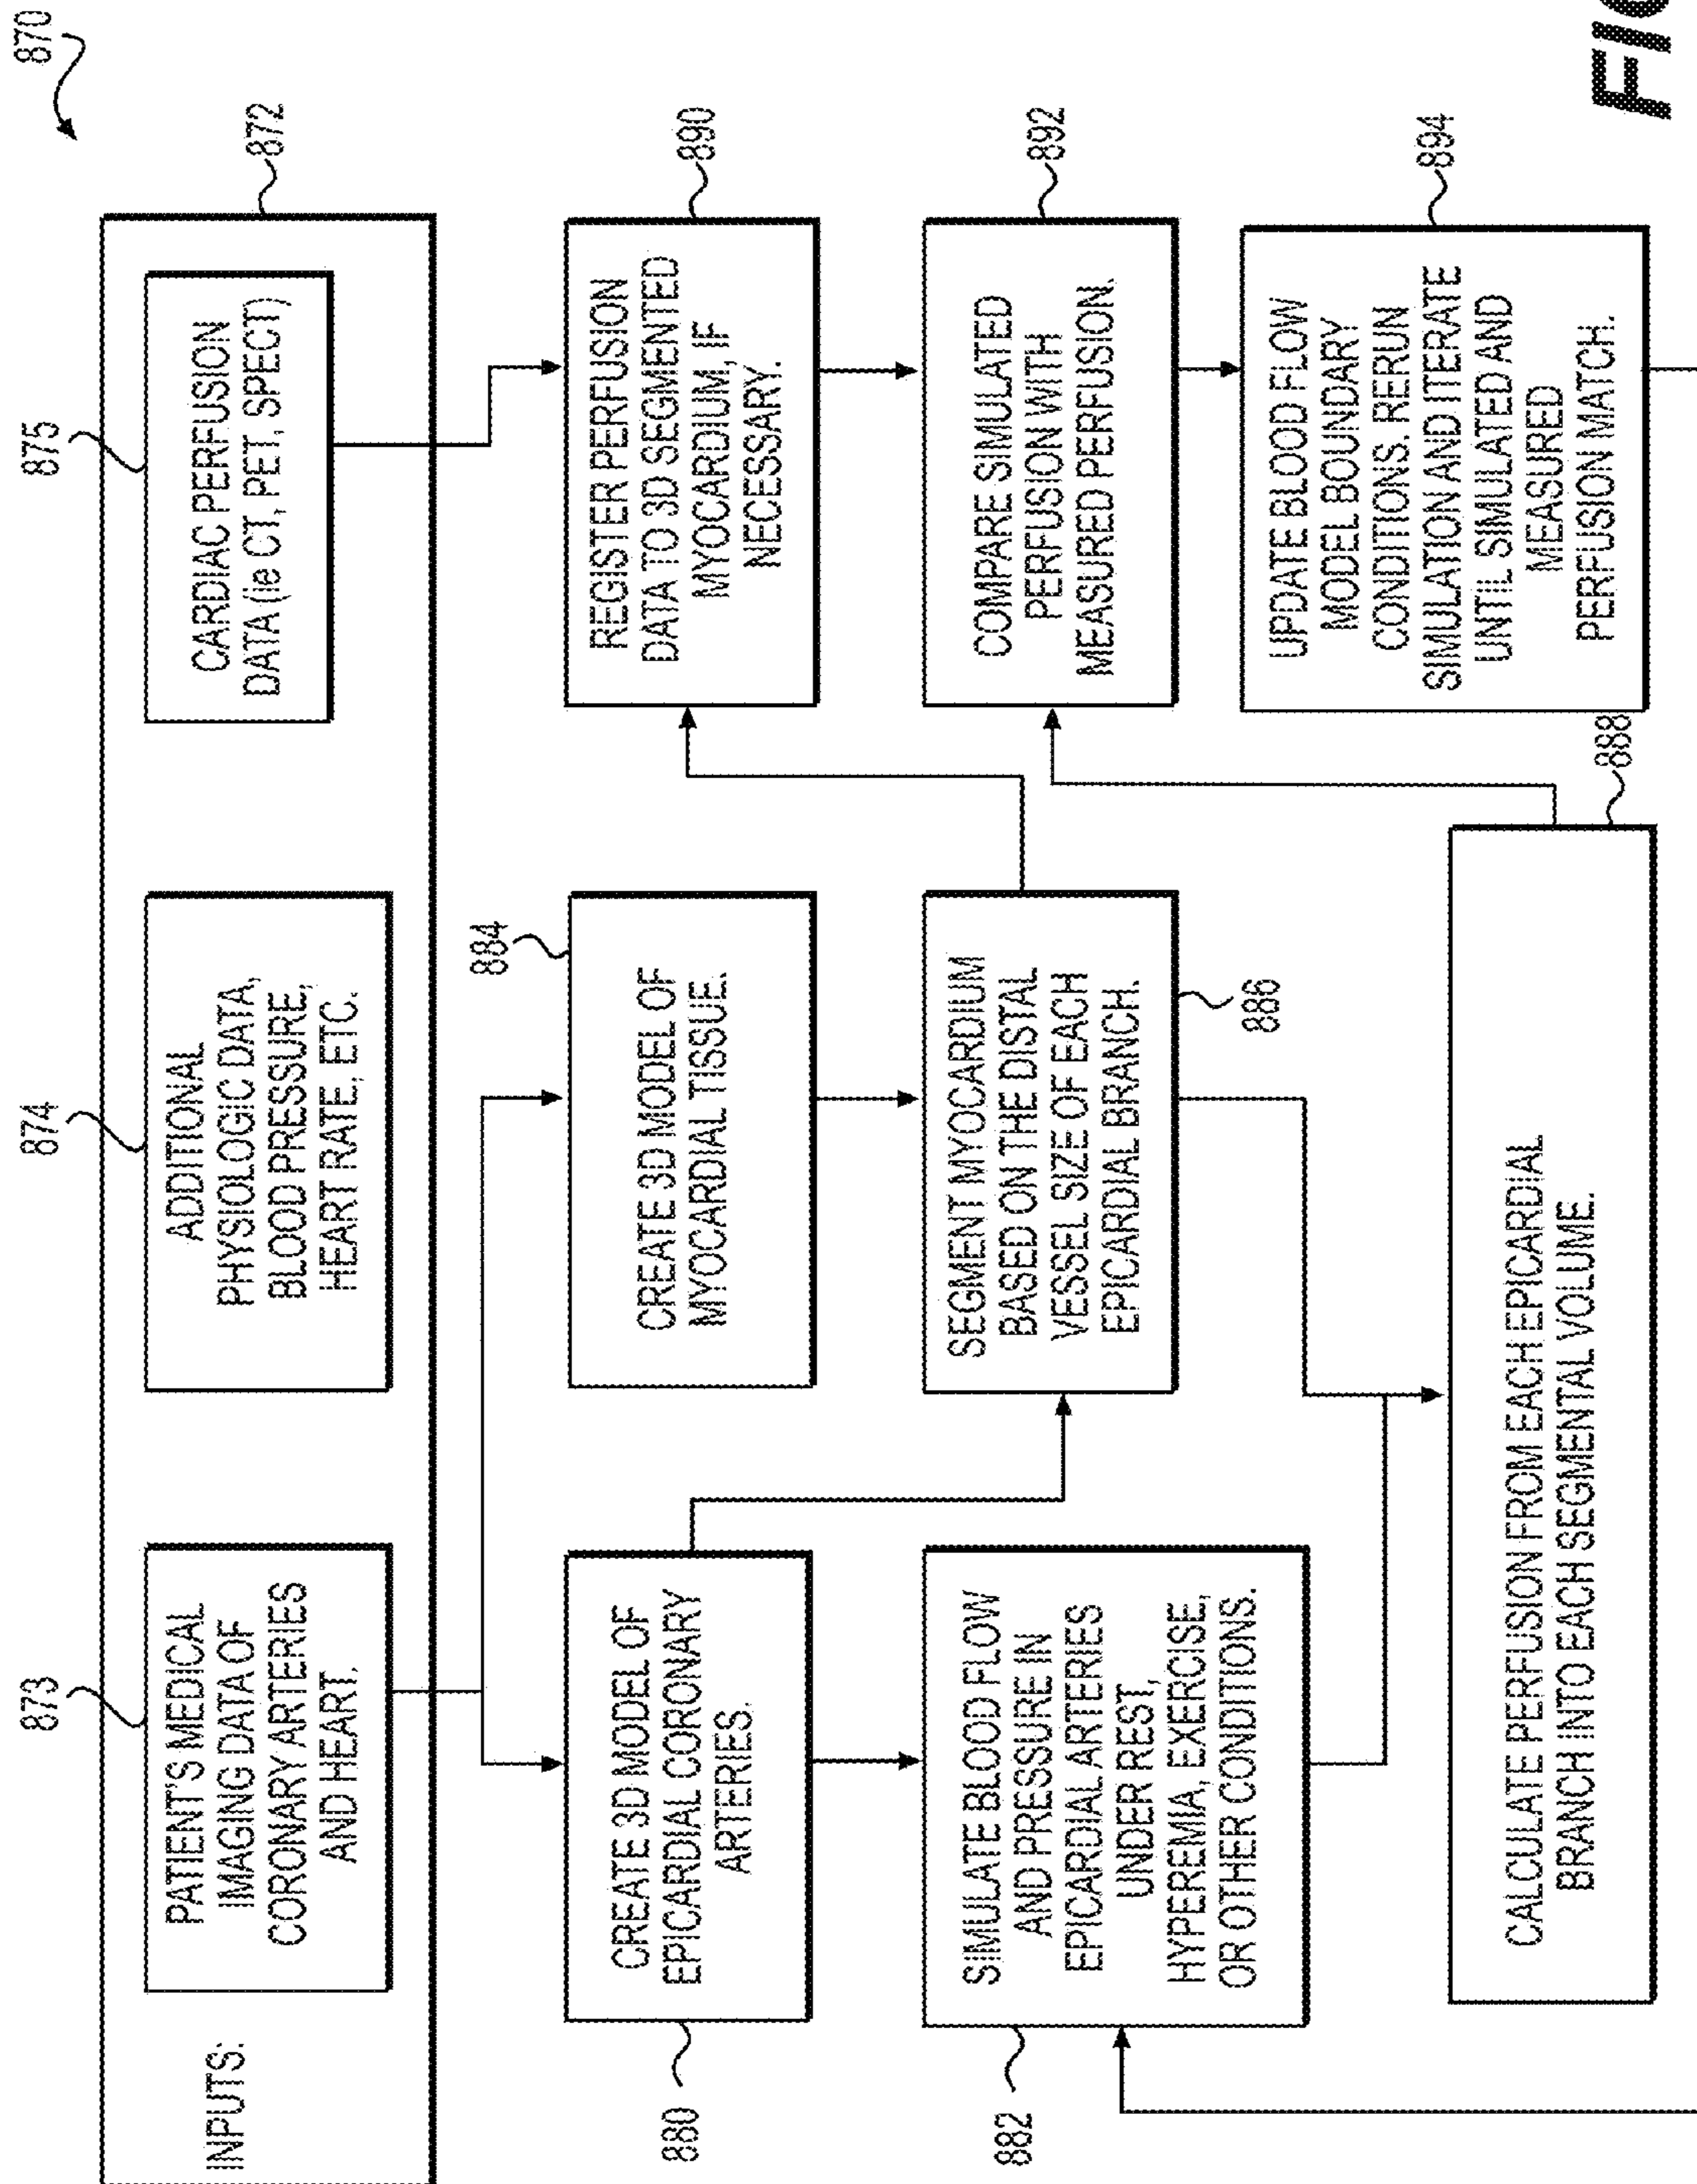 870
INPUTS:
872
873
PATIENT'S MEDICAL
IMAGING DATA OF
CORONARY ARTERIES
AND HEART.
874
ADDITIONAL
PHYSIOLOGIC DATA,
BLOOD PRESSURE,
HEART RATE, ETC.
875
CARDIAC PERFUSION
DATA (ie CT, PET, SPECT)
880
CREATE 3D MODEL OF
EPICARDIAL CORONARY
ARTERIES.
884
CREATE 3D MODEL OF
MYOCARDIAL TISSUE.
890
REGISTER PERFUSION
DATA TO 3D SEGMENTED
MYOCARDIUM, IF
NECESSARY.
882
SIMULATE BLOOD FLOW
AND PRESSURE IN
EPICARDIAL ARTERIES
UNDER REST,
HYPEREMIA, EXERCISE,
OR OTHER CONDITIONS.
SEGMENT MYOCARDIUM
BASED ON THE DISTAL
VESSEL SIZE OF EACH
EPICARDIAL BRANCH.
886
892
COMPARE SIMULATED
PERFUSION WITH
MEASURED PERFUSION.
894
UPDATE BLOOD FLOW
MODEL BOUNDARY
CONDITIONS. RERUN
SIMULATION AND ITERATE
UNTIL SIMULATED AND
MEASURED
PERFUSION MATCH.
888
CALCULATE PERFUSION FROM EACH EPICARDIAL
BRANCH INTO EACH SEGMENTAL VOLUME.